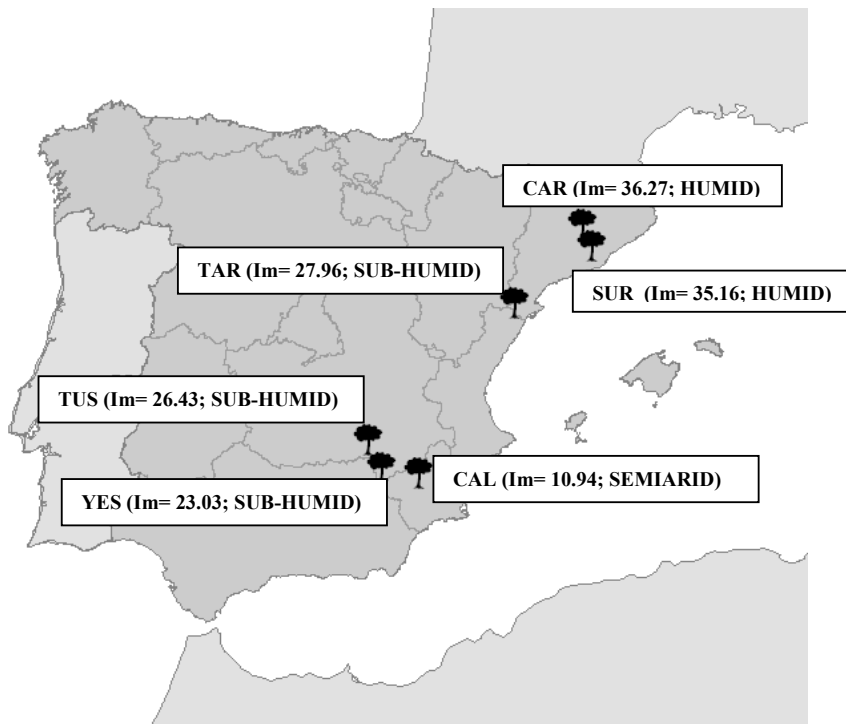 CAR (Im= 36.27; HUMID)
TAR (Im= 27.96; SUB-HUMID)
SUR (Im= 35.16; HUMID)
TUS (Im= 26.43; SUB-HUMID)
CAL (Im= 10.94; SEMIARID)
YES (Im= 23.03; SUB-HUMID)